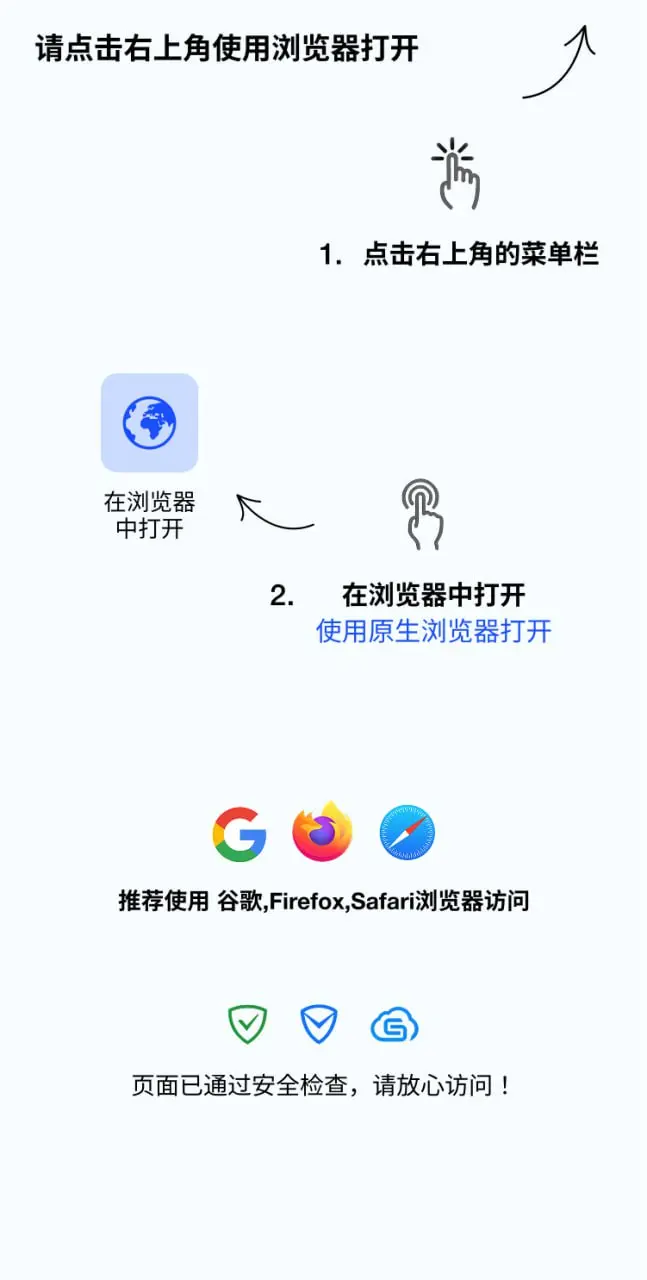 请点击右上角使用浏览器打开
1. 点击右上角的菜单栏
在浏览器
中打开
2. 在浏览器中打开
使用原生浏览器打开
推荐使用 谷歌,Firefox,Safari浏览器访问
页面已通过安全检查，请放心访问！